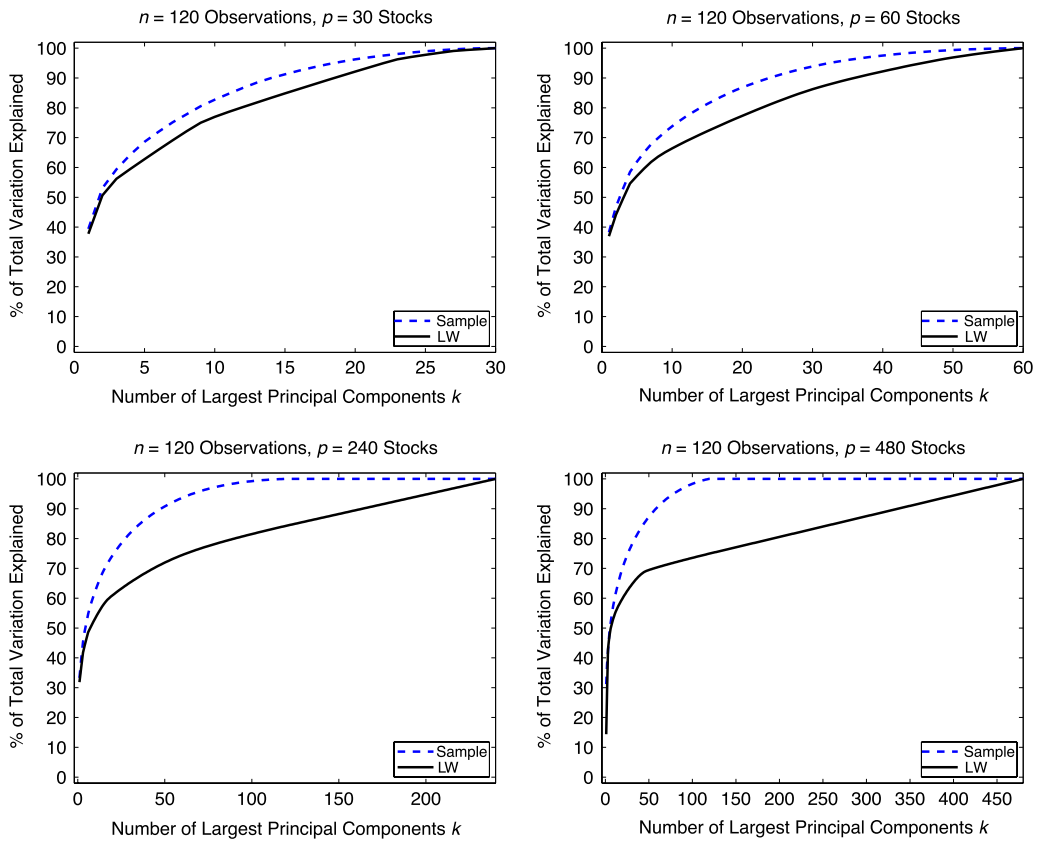 n = 120 Observations, p = 30 Stocks
% of Total Variation Explained
100
90
80
70
60
50
40
30
20
10
0
0 5 10 15 20 25 30
Sample
LW
Number of Largest Principal Components k
n = 120 Observations, p = 60 Stocks
% of Total Variation Explained
100
90
80
70
60
50
40
30
20
10
0
0 10 20 30 40 50 60
Sample
LW
Number of Largest Principal Components k
n = 120 Observations, p = 240 Stocks
% of Total Variation Explained
100
90
80
70
60
50
40
30
20
10
0
0 50 100 150 200
Sample
LW
Number of Largest Principal Components k
n = 120 Observations, p = 480 Stocks
% of Total Variation Explained
100
90
80
70
60
50
40
30
20
10
0
0 50 100 150 200 250 300 350 400 450
Sample
LW
Number of Largest Principal Components k